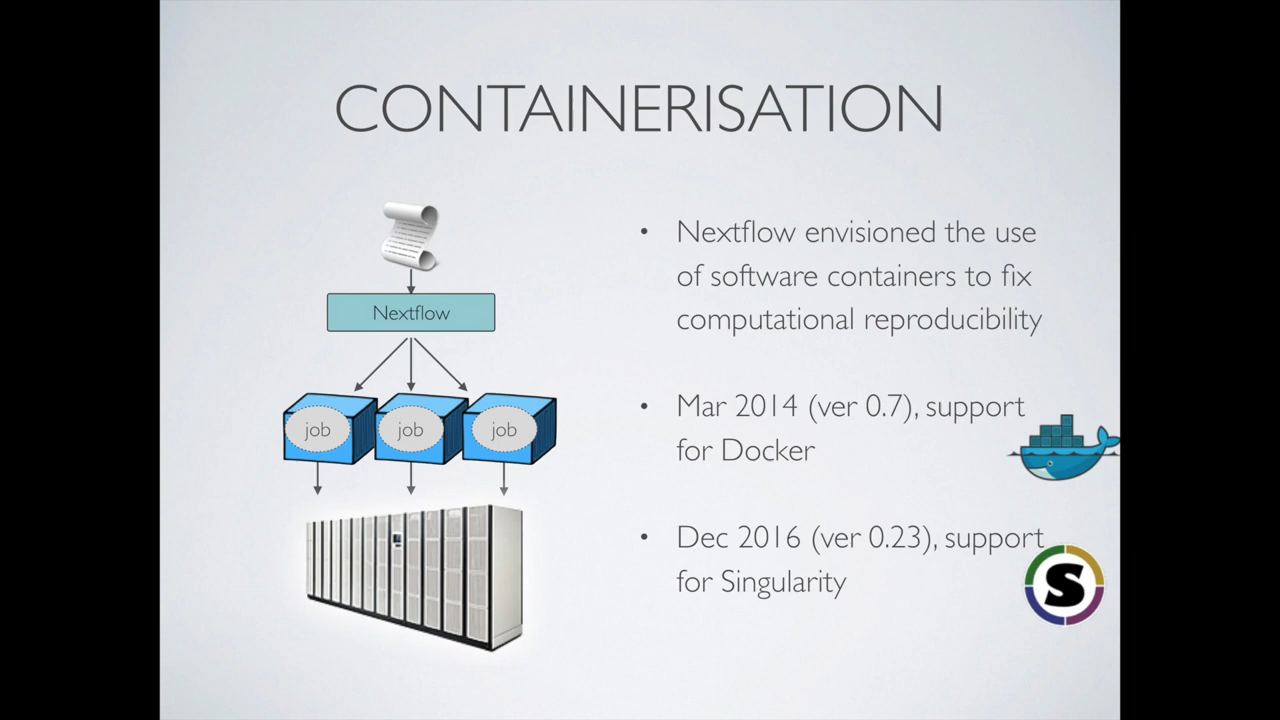 CONTAINERISATION
Nextflow
job
job
job
• Nextflow envisioned the use
of software containers to fix
computational reproducibility
• Mar 2014 (ver 0.7), support
for Docker
• Dec 2016 (ver 0.23), support
for Singularity
S